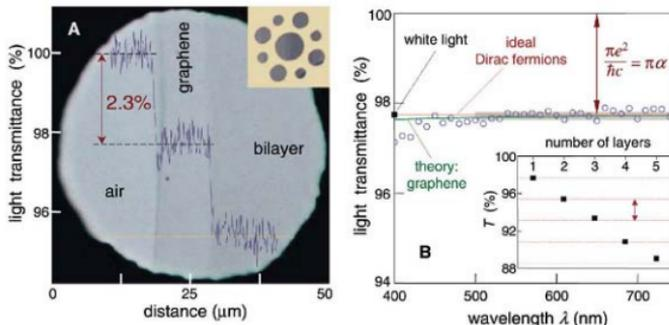 A
100
98
96
light transmittance (%)
2.3%
air
graphene
bilayer
0
25
50
distance (μm)
100
98
96
94
light transmittance (%)
white light
ideal
Dirac fermions
πe²/ħc = πα
theory:
graphene
B
number of layers
1 2 3 4 5
T (%)
96
92
88
400 500 600 700
wavelength λ (nm)